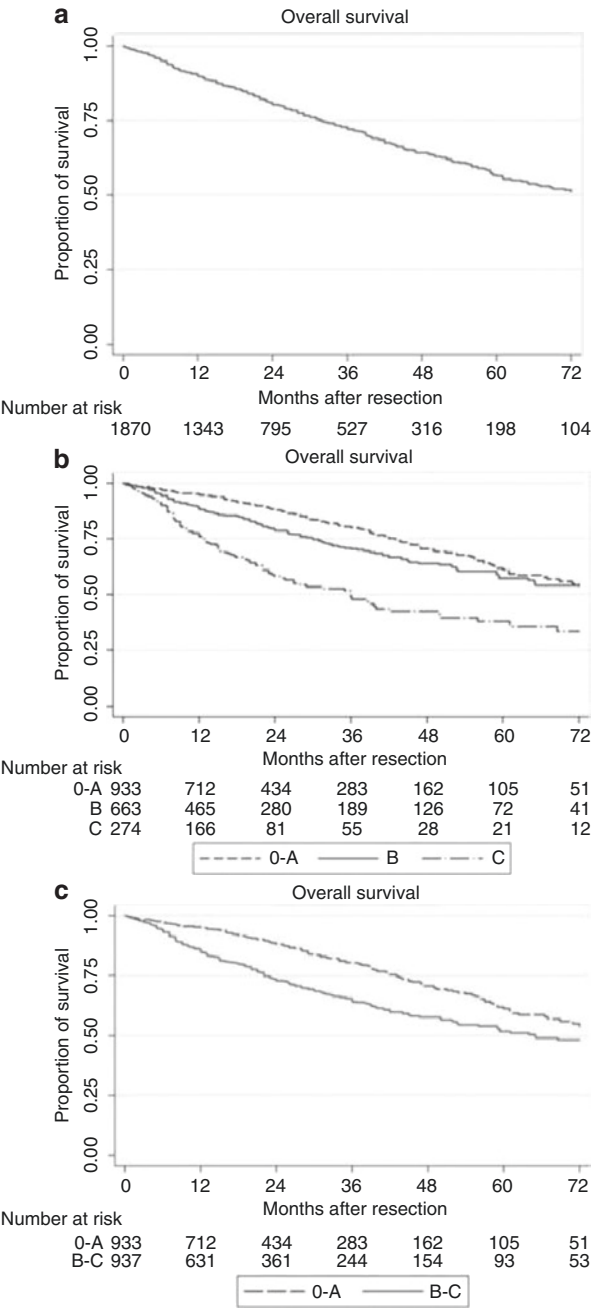 a
Overall survival
Proportion of survival
1.00
0.75
0.50
0.25
0.00
0 12 24 36 48 60 72
Months after resection
Number at risk
1870 1343 795 527 316 198 104
b
Overall survival
Proportion of survival
1.00
0.75
0.50
0.25
0.00
0 12 24 36 48 60 72
Months after resection
Number at risk
0-A 933 712 434 283 162 105 51
B 663 465 280 189 126 72 41
C 274 166 81 55 28 21 12
0-A B C
c
Overall survival
Proportion of survival
1.00
0.75
0.50
0.25
0.00
0 12 24 36 48 60 72
Months after resection
Number at risk
0-A 933 712 434 283 162 105 51
B-C 937 631 361 244 154 93 53
0-A B-C